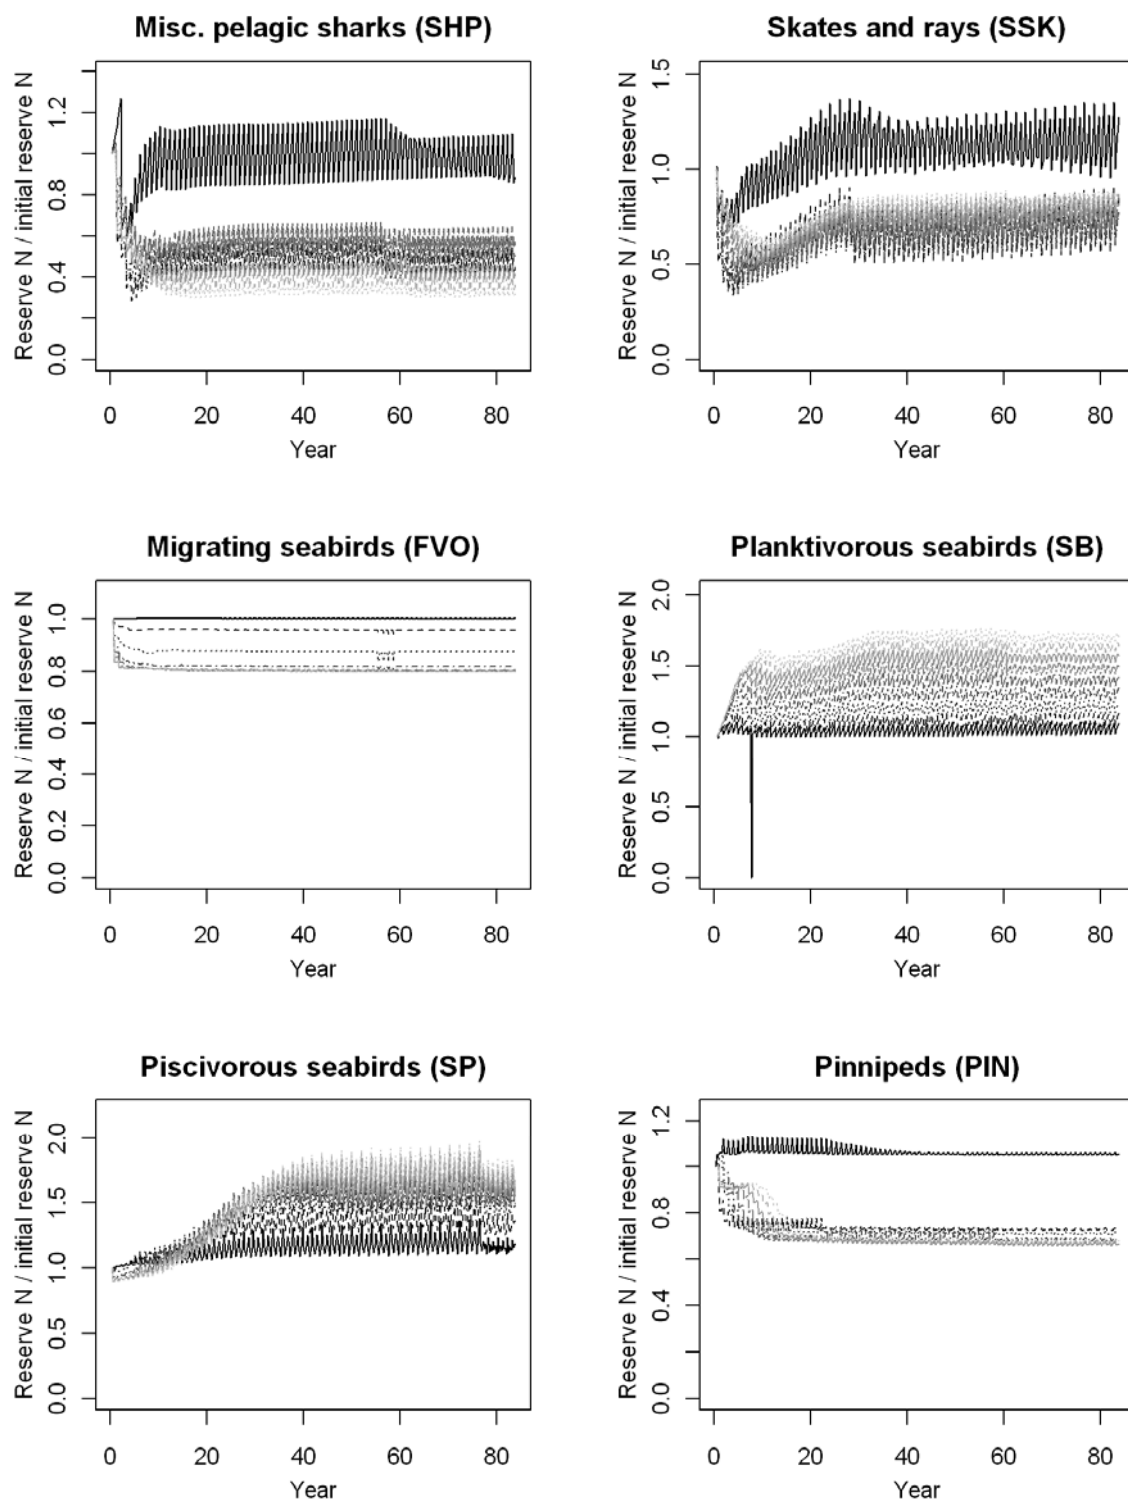 Misc. pelagic sharks (SHP)
Reserve N / initial reserve N
0.0 0.4 0.8 1.2
0 20 40 60 80
Year
Skates and rays (SSK)
Reserve N / initial reserve N
0.0 0.5 1.0 1.5
0 20 40 60 80
Year
Migrating seabirds (FVO)
Reserve N / initial reserve N
0.0 0.2 0.4 0.6 0.8 1.0
0 20 40 60 80
Year
Planktivorous seabirds (SB)
Reserve N / initial reserve N
0.0 0.5 1.0 1.5 2.0
0 20 40 60 80
Year
Piscivorous seabirds (SP)
Reserve N / initial reserve N
0.0 0.5 1.0 1.5 2.0
0 20 40 60 80
Year
Pinnipeds (PIN)
Reserve N / initial reserve N
0.0 0.4 0.8 1.2
0 20 40 60 80
Year